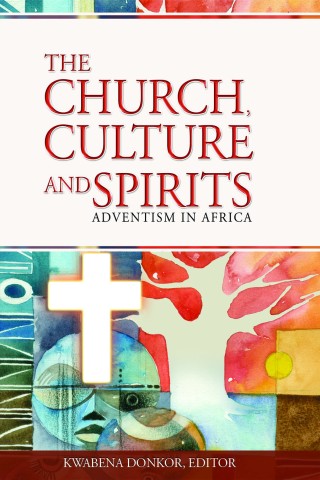 THE
CHURCH,
CULTURE
AND SPIRITS
ADVENTISM IN AFRICA
KWABENA DONKOR, EDITOR